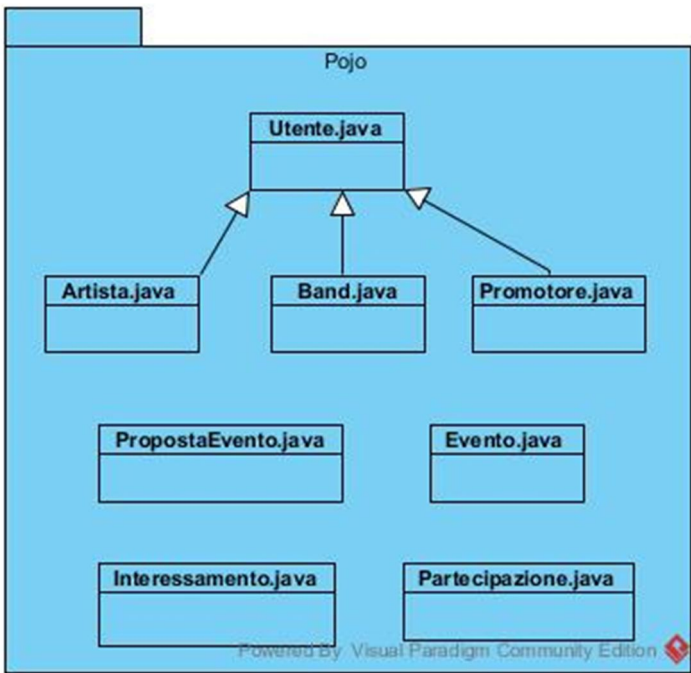 Pojo
Utente.java
Artista.java
Band.java
Promotore.java
PropostaEvento.java
Evento.java
Interessamento.java
Partecipazione.java
Powered By Visual Paradigm Community Edition